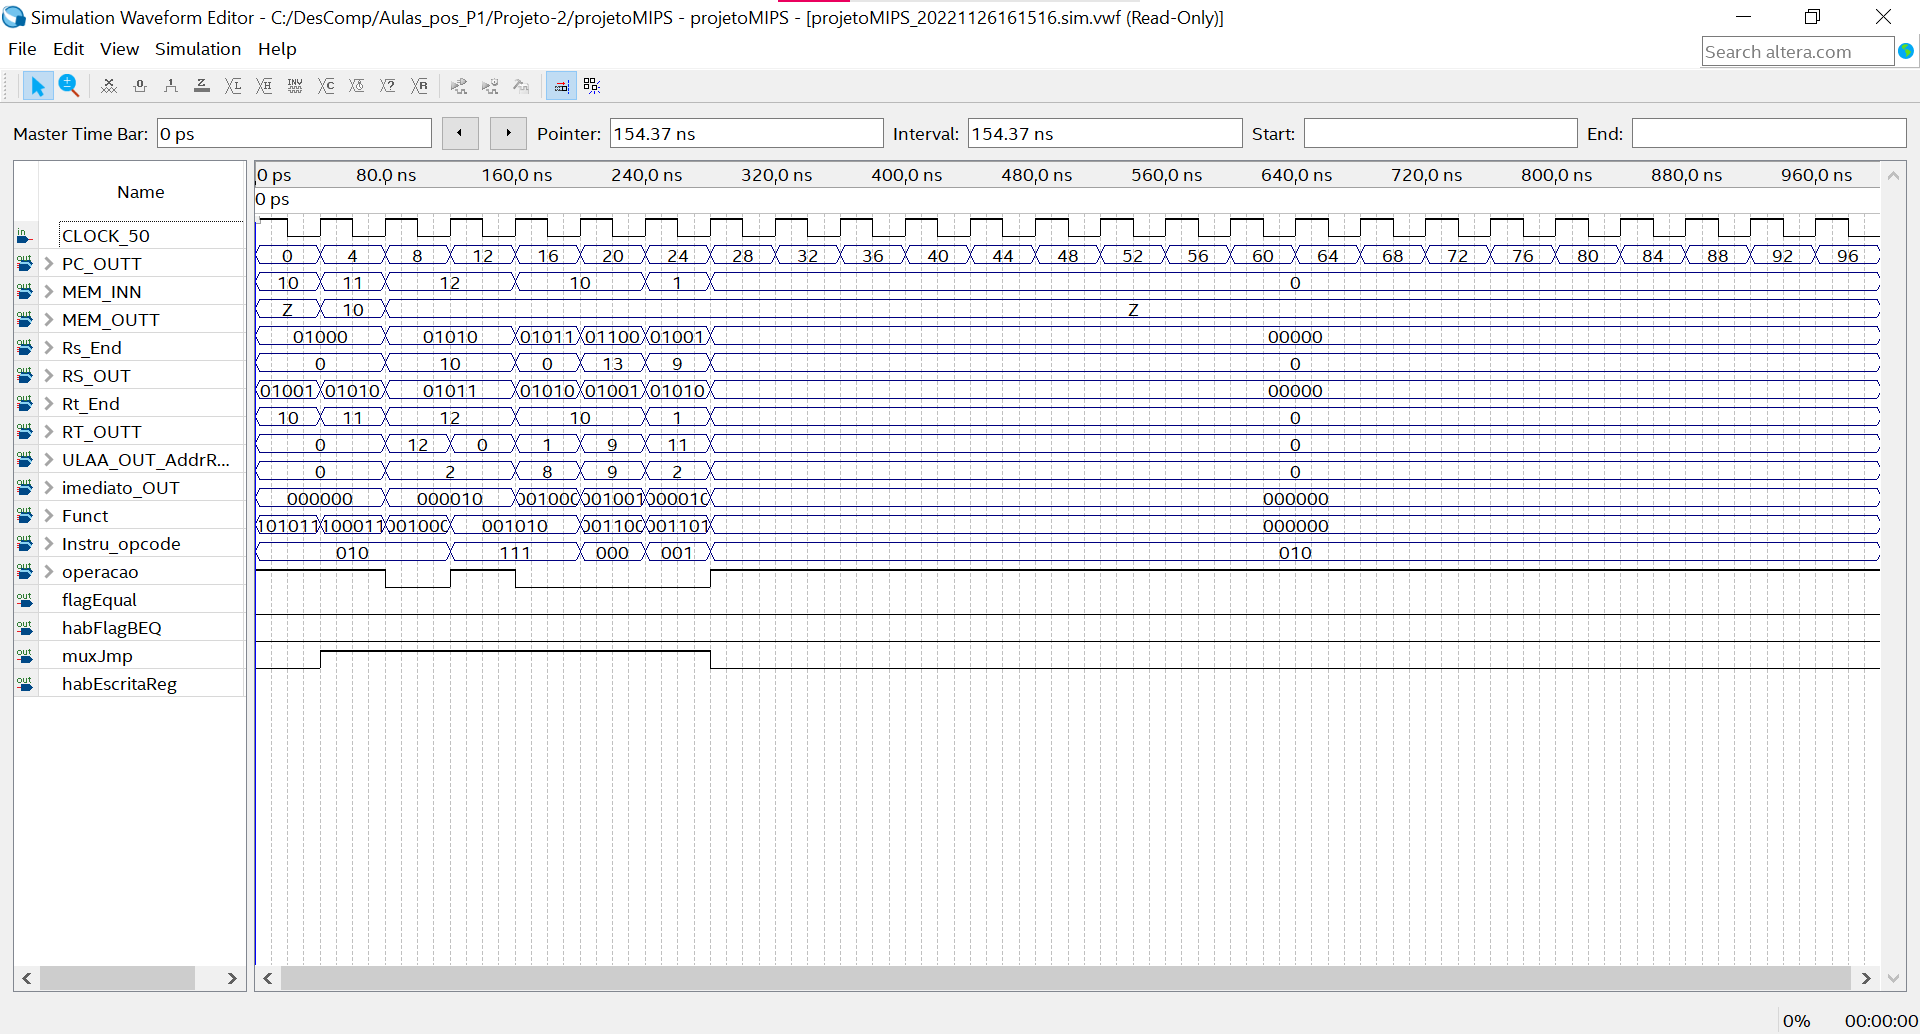 Simulation Waveform Editor - C:/DesComp/Aulas_pos_P1/Projeto-2/projetoMIPS - projetoMIPS - [projetoMIPS_20221126161516.sim.vwf (Read-Only)]
File Edit View Simulation Help
Search altera.com
Master Time Bar: 0 ps Pointer: 154.37 ns Interval: 154.37 ns Start: End:
Name
0 ps 80.0 ns 160,0 ns 240,0 ns 320,0 ns 400,0 ns 480,0 ns 560,0 ns 640,0 ns 720,0 ns 800,0 ns 880,0 ns 960,0 ns
0 ps
CLOCK_50
PC_OUTT 0 4 8 12 16 20 24 28 32 36 40 44 48 52 56 60 64 68 72 76 80 84 88 92 96
MEM_INN 10 11 12 10 1 0
MEM_OUTT Z 10 Z
Rs_End 01000 01010 01011 01100 01001 00000
RS_OUT 0 10 0 13 9 0
Rt_End 01001 01010 01011 01010 01001 01010 00000
RT_OUTT 10 11 12 10 1 0
ULAA_OUT_AddrR... 0 12 0 1 9 11 0
imediato_OUT 0 2 8 9 2 0
Funct 000000 000010 001000 001001 000010 000000
Instru_opcode 101011 100011 001000 001010 001100 001101 000000
operacao 010 111 000 001 010
flagEqual
habFlagBEQ
muxJmp
habEscritaReg
0% 00:00:00